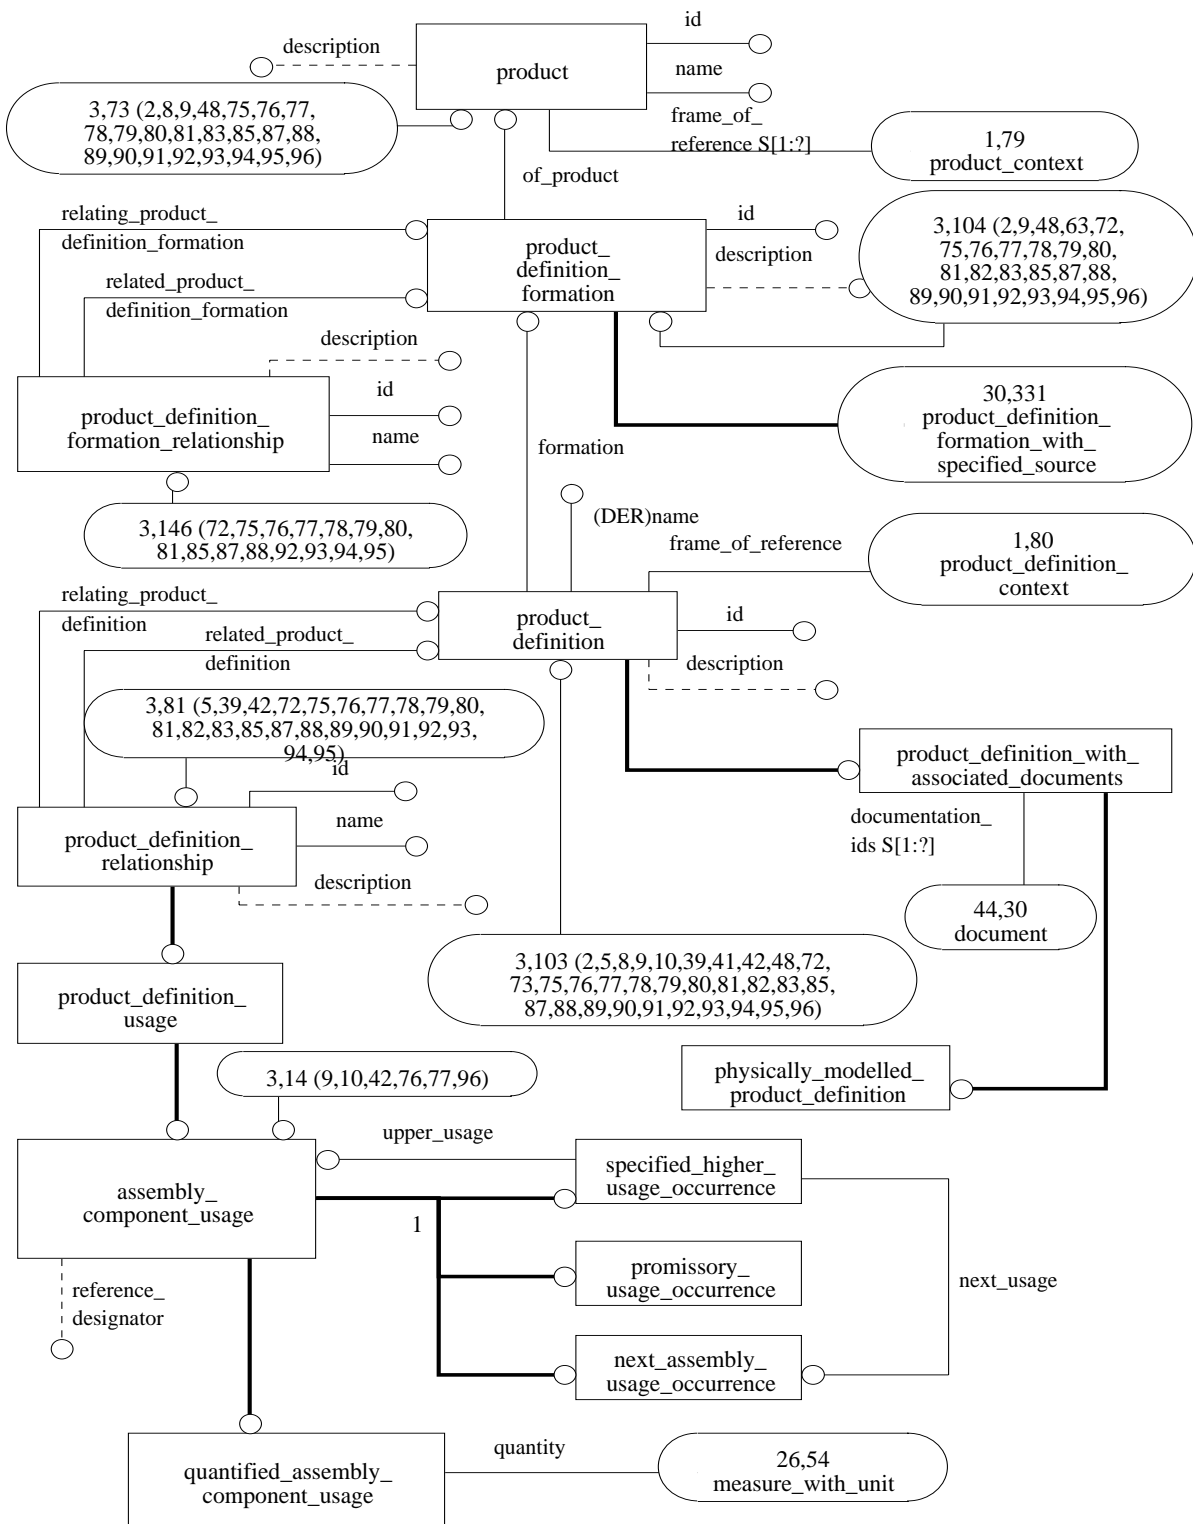 id
description
product
name
3,73 (2,8,9,48,75,76,77,
78,79,80,81,83,85,87,88,
89,90,91,92,93,94,95,96)
frame_of_
reference S[1:?]
1,79
product_context
of_product
relating_product_
definition_formation
product_
definition_
formation
id
description
3,104 (2,9,48,63,72,
75,76,77,78,79,80,
81,82,83,85,87,88,
89,90,91,92,93,94,95,96)
related_product_
definition_formation
description
product_definition_
formation_relationship
id
name
30,331
product_definition_
formation_with_
specified_source
formation
3,146 (72,75,76,77,78,79,80,
81,85,87,88,92,93,94,95)
(DER)name
frame_of_reference
1,80
product_definition_
context
relating_product_
definition
related_product_
definition
product_
definition
id
description
3,81 (5,39,42,72,75,76,77,78,79,80,
81,82,83,85,87,88,89,90,91,92,93,
94,95)
id
product_definition_with_
associated_documents
product_definition_
relationship
name
description
documentation_
ids S[1:?]
44,30
document
3,103 (2,5,8,9,10,39,41,42,48,72,
73,75,76,77,78,79,80,81,82,83,85,
87,88,89,90,91,92,93,94,95,96)
product_definition_
usage
3,14 (9,10,42,76,77,96)
physically_modelled_
product_definition
upper_usage
assembly_
component_usage
specified_higher_
usage_occurrence
1
promissory_
usage_occurrence
next_usage
reference_
designator
next_assembly_
usage_occurrence
quantified_assembly_
component_usage
quantity
26,54
measure_with_unit